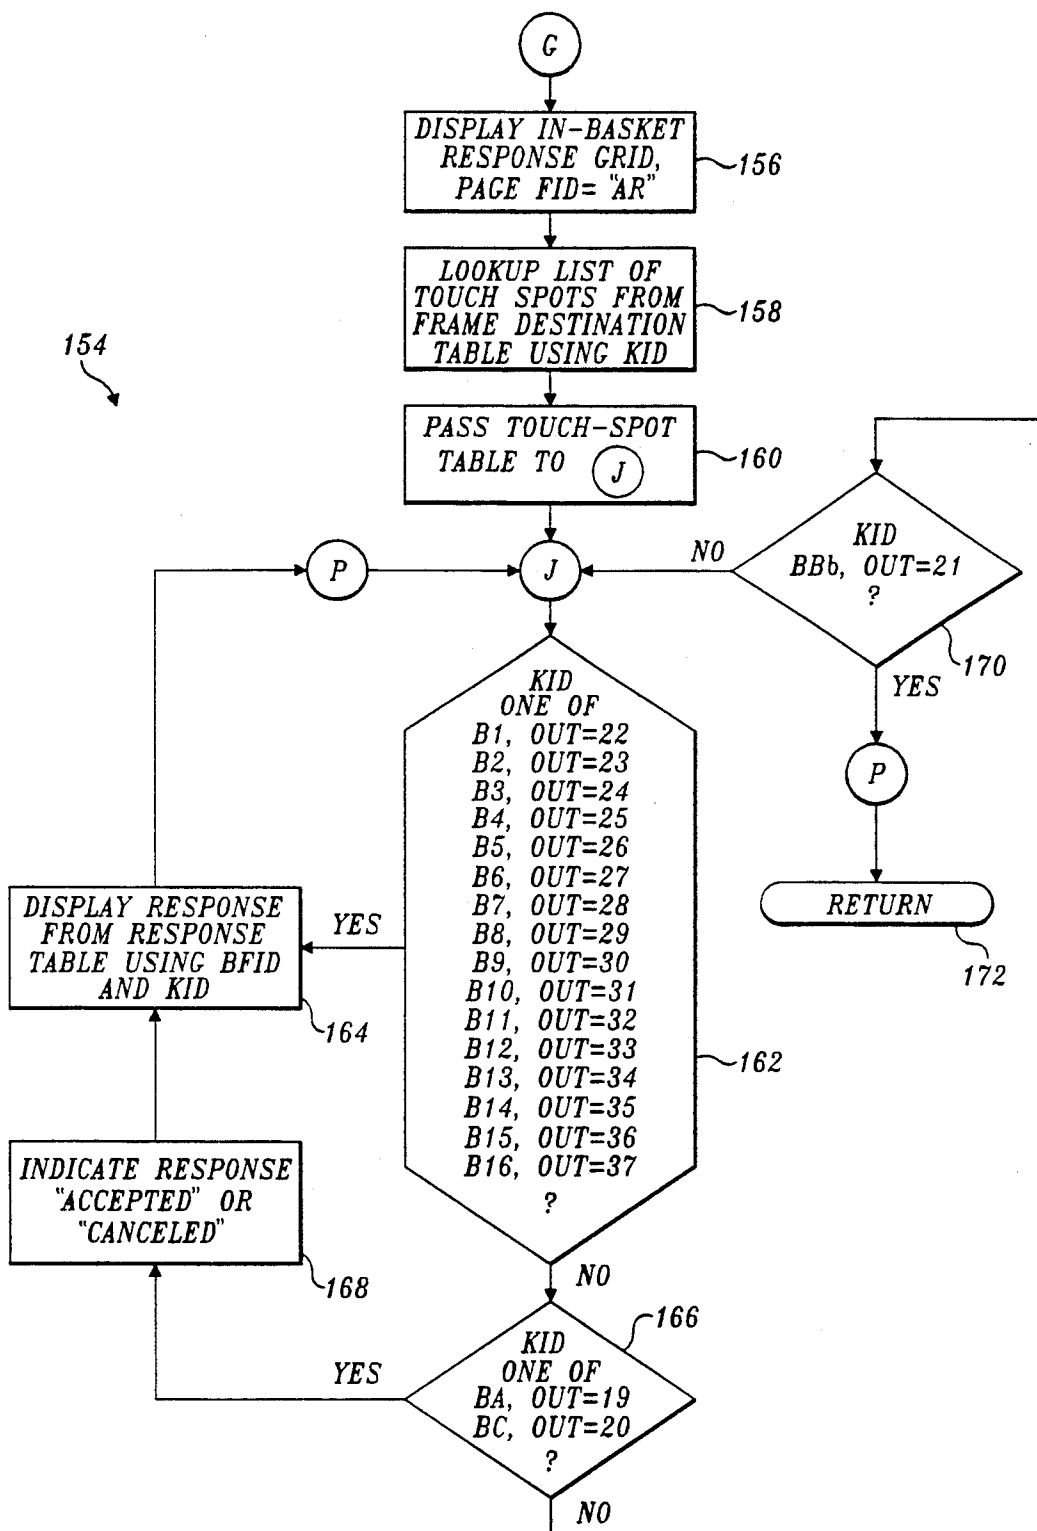 G
DISPLAY IN-BASKET
RESPONSE GRID,
PAGE FID= "AR"
156
LOOKUP LIST OF
TOUCH SPOTS FROM
FRAME DESTINATION
TABLE USING KID
158
154
PASS TOUCH-SPOT
TABLE TO J
160
P
J
NO
KID
BBb, OUT=21
?
170
YES
P
RETURN
172
KID
ONE OF
B1, OUT=22
B2, OUT=23
B3, OUT=24
B4, OUT=25
B5, OUT=26
B6, OUT=27
B7, OUT=28
B8, OUT=29
B9, OUT=30
B10, OUT=31
B11, OUT=32
B12, OUT=33
B13, OUT=34
B14, OUT=35
B15, OUT=36
B16, OUT=37
?
162
YES
DISPLAY RESPONSE
FROM RESPONSE
TABLE USING BFID
AND KID
164
INDICATE RESPONSE
"ACCEPTED" OR
"CANCELED"
168
NO
166
YES
KID
ONE OF
BA, OUT=19
BC, OUT=20
?
NO